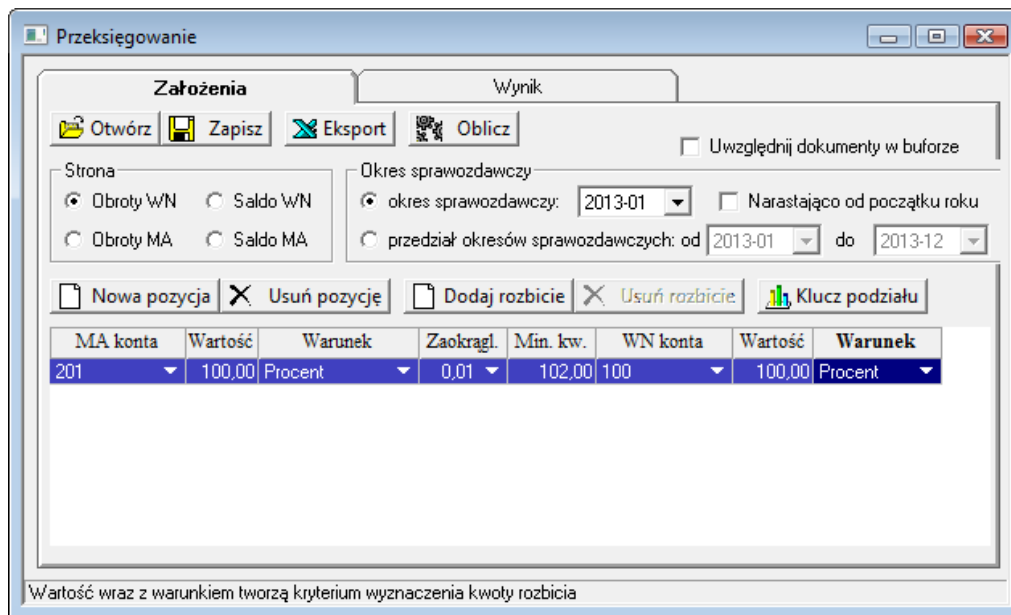 Przeksięgowanie
Założenia Wynik
Otwórz Zapisz Eksport Oblicz
Uwzględnij dokumenty w buforze
Strona Okres sprawozdawczy
Obroty WN Saldo WN okres sprawozdawczy: 2013-01 Narastająco od początku roku
Obroty MA Saldo MA przedział okresów sprawozdawczych: od 2013-01 do 2013-12
Nowa pozycja Usuń pozycję Dodaj rozbicie Usuń rozbicie Klucz podziału
MA konta Wartość Warunek Zaokrągl. Min. kw. WN konta Wartość Warunek
201 100,00 Procent 0,01 102,00 100 100,00 Procent
Wartość wraz z warunkiem tworzą kryterium wyznaczenia kwoty rozbicia